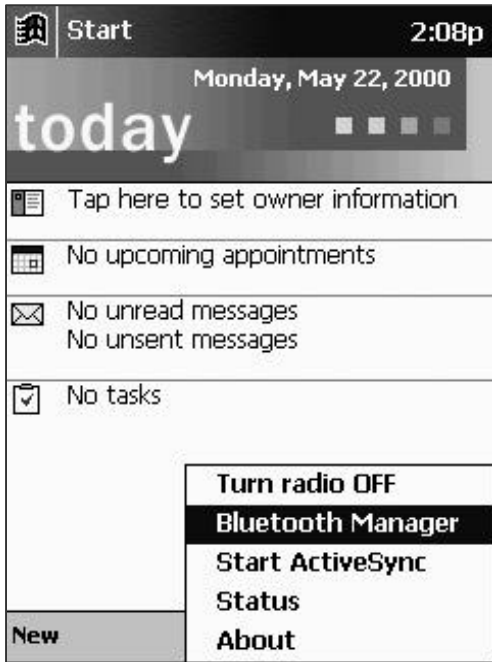 Start 2:08p
Monday, May 22, 2000
today
Tap here to set owner information
No upcoming appointments
No unread messages
No unsent messages
No tasks
Turn radio OFF
Bluetooth Manager
Start ActiveSync
Status
About
New